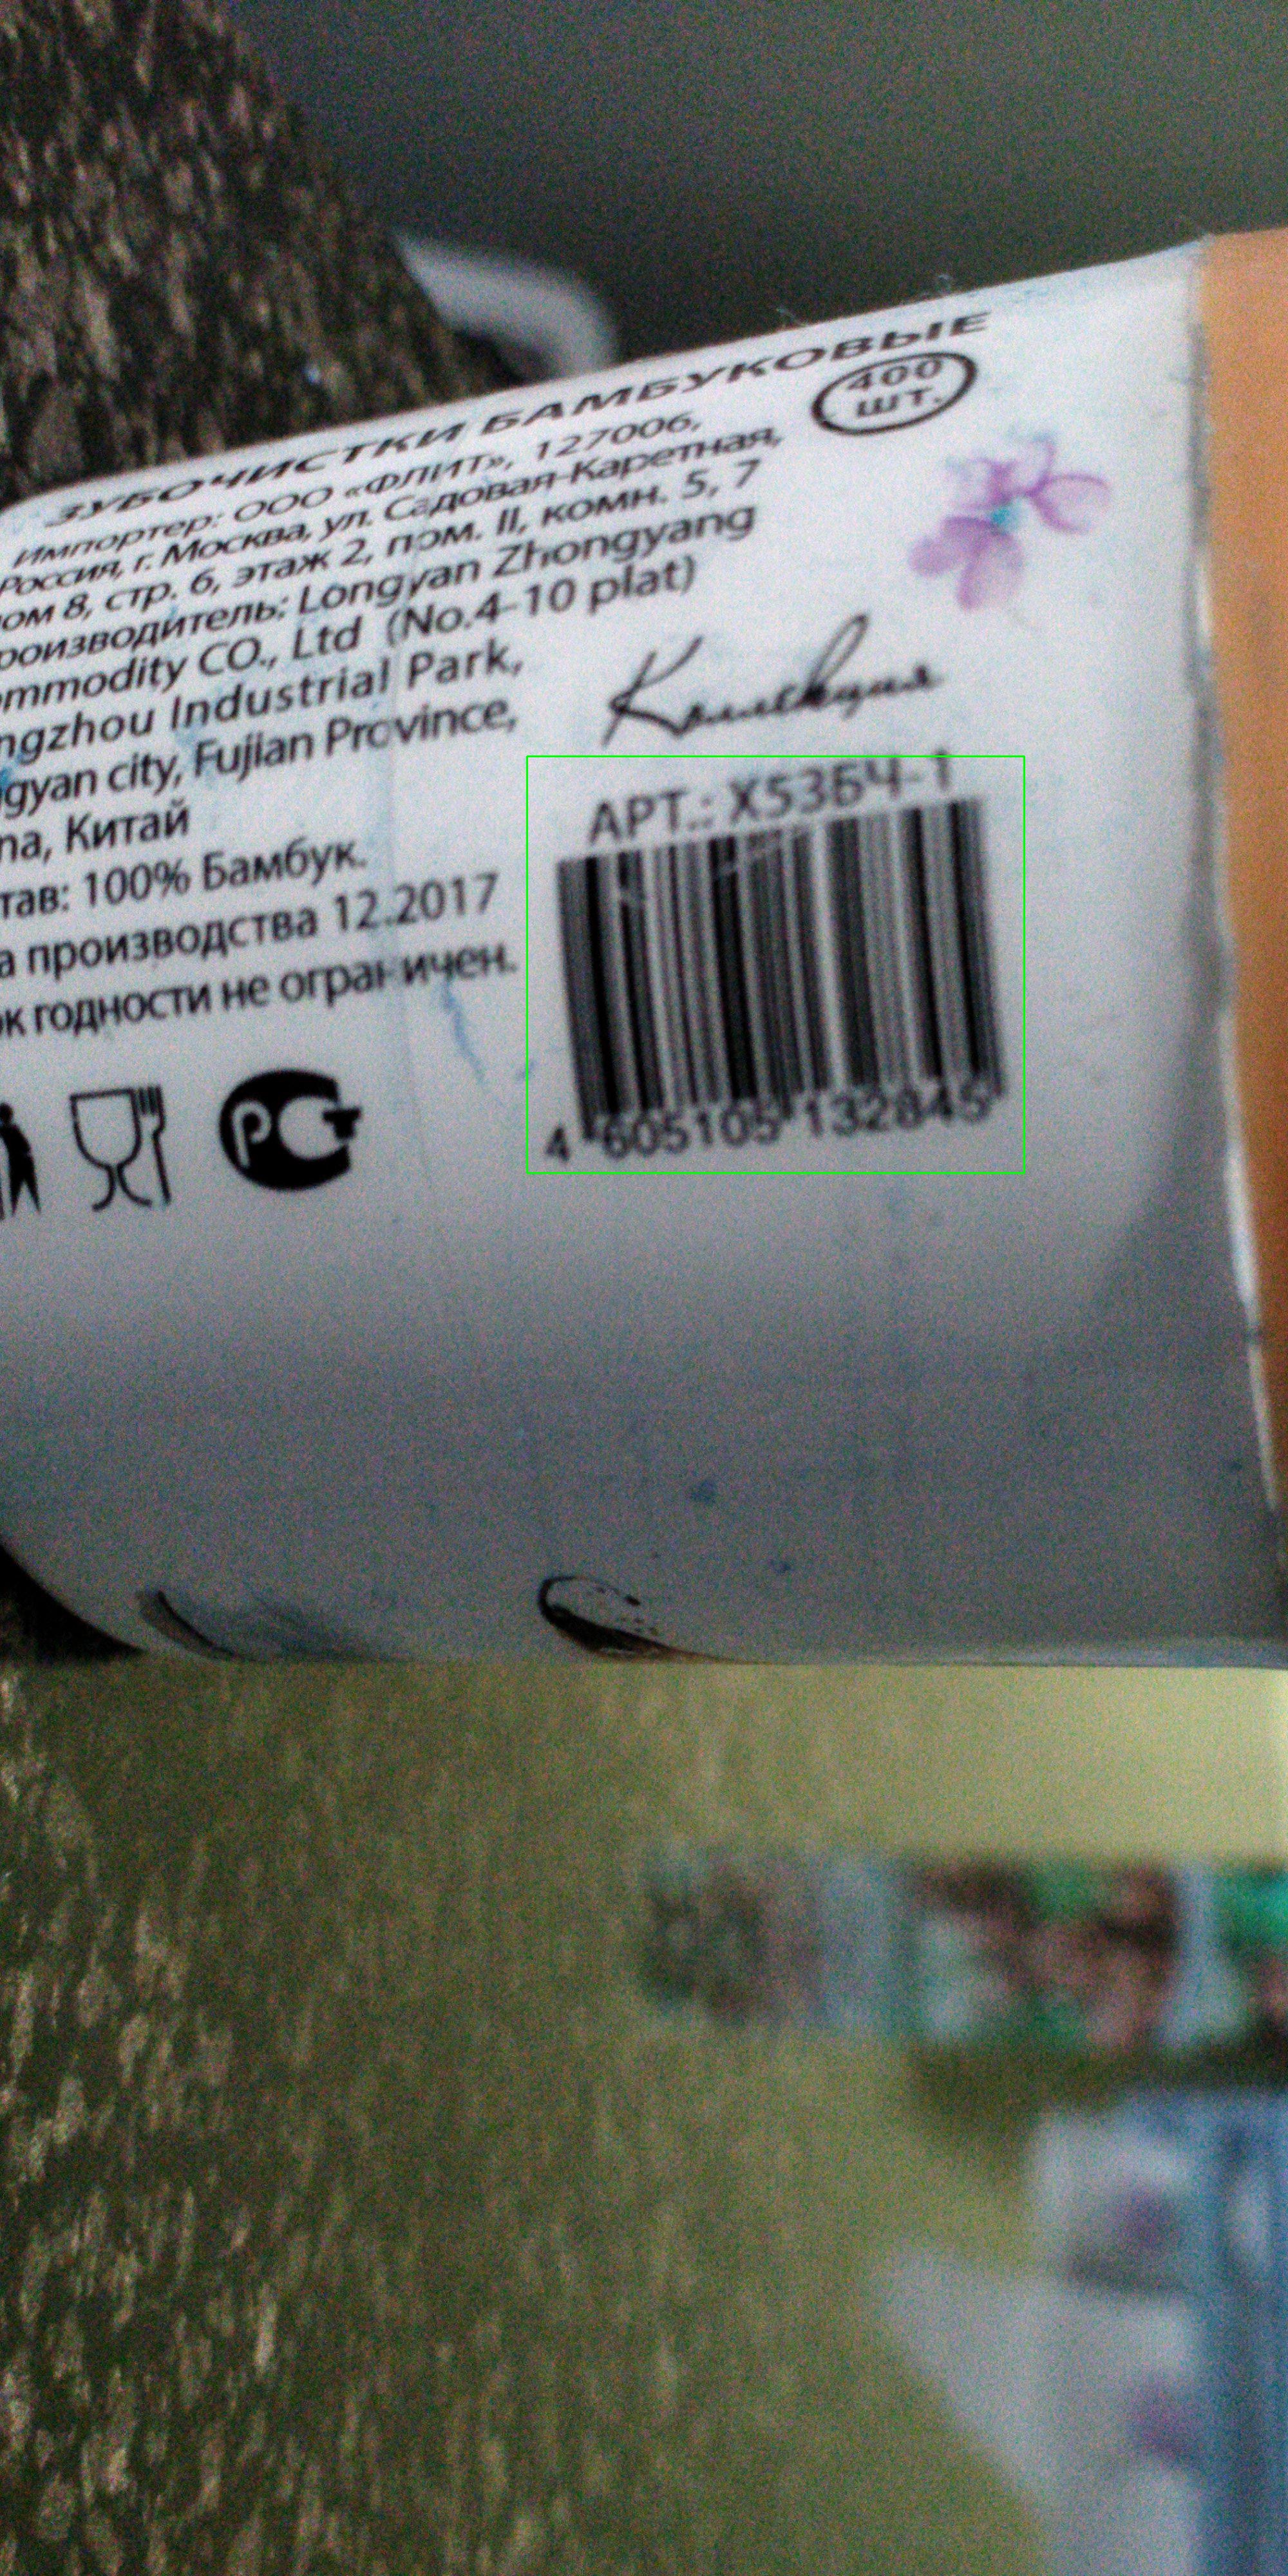 ЗУБОЧИСТКИ БАМБУКОВЫЕ
400
ШТ.
Импортер: ООО «ФЛИТ», 127006,
Россия, г. Москва, ул. Садовая-Каретная,
ом 8, стр. 6, этаж 2, пом. II, комн. 5, 7
роизводитель: Longyan Zhongyang
ommodity CO., Ltd (No.4-10 plat)
ngzhou Industrial Park,
gyan city, Fujian Province,
na, Китай
тав: 100% Бамбук.
а производства 12.2017
ок годности не ограничен.
Коллекция
АРТ.: Х53БЧ-1
4 605105 132845
РСТ